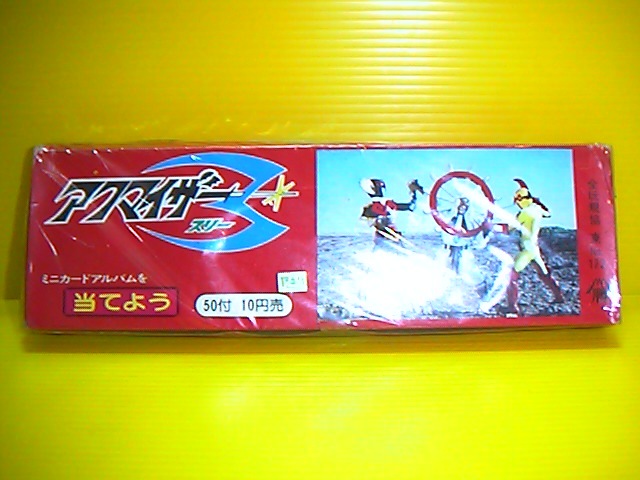 アクマイザー3
スリー
ミニカードアルバムを
当てよう
50付 10円売